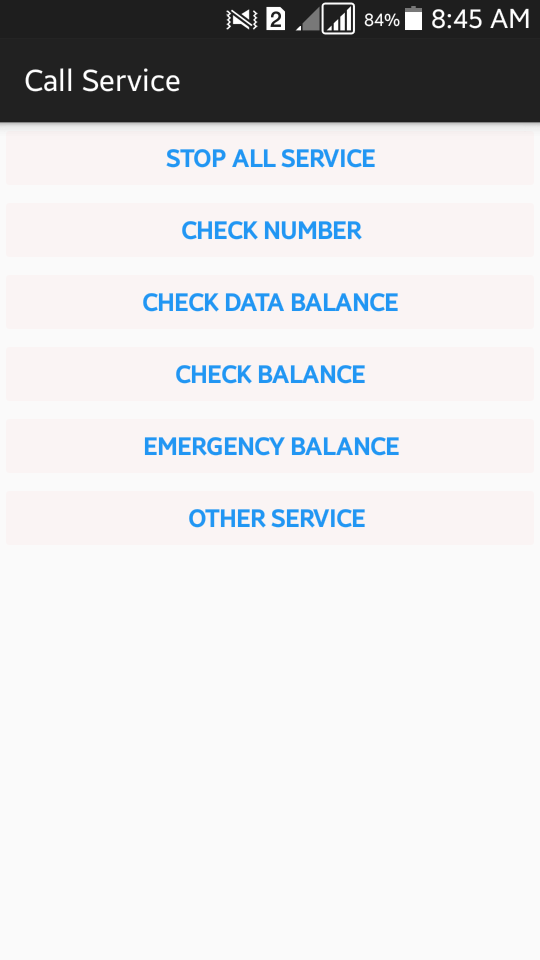 2 84% 8:45 AM
Call Service
STOP ALL SERVICE
CHECK NUMBER
CHECK DATA BALANCE
CHECK BALANCE
EMERGENCY BALANCE
OTHER SERVICE